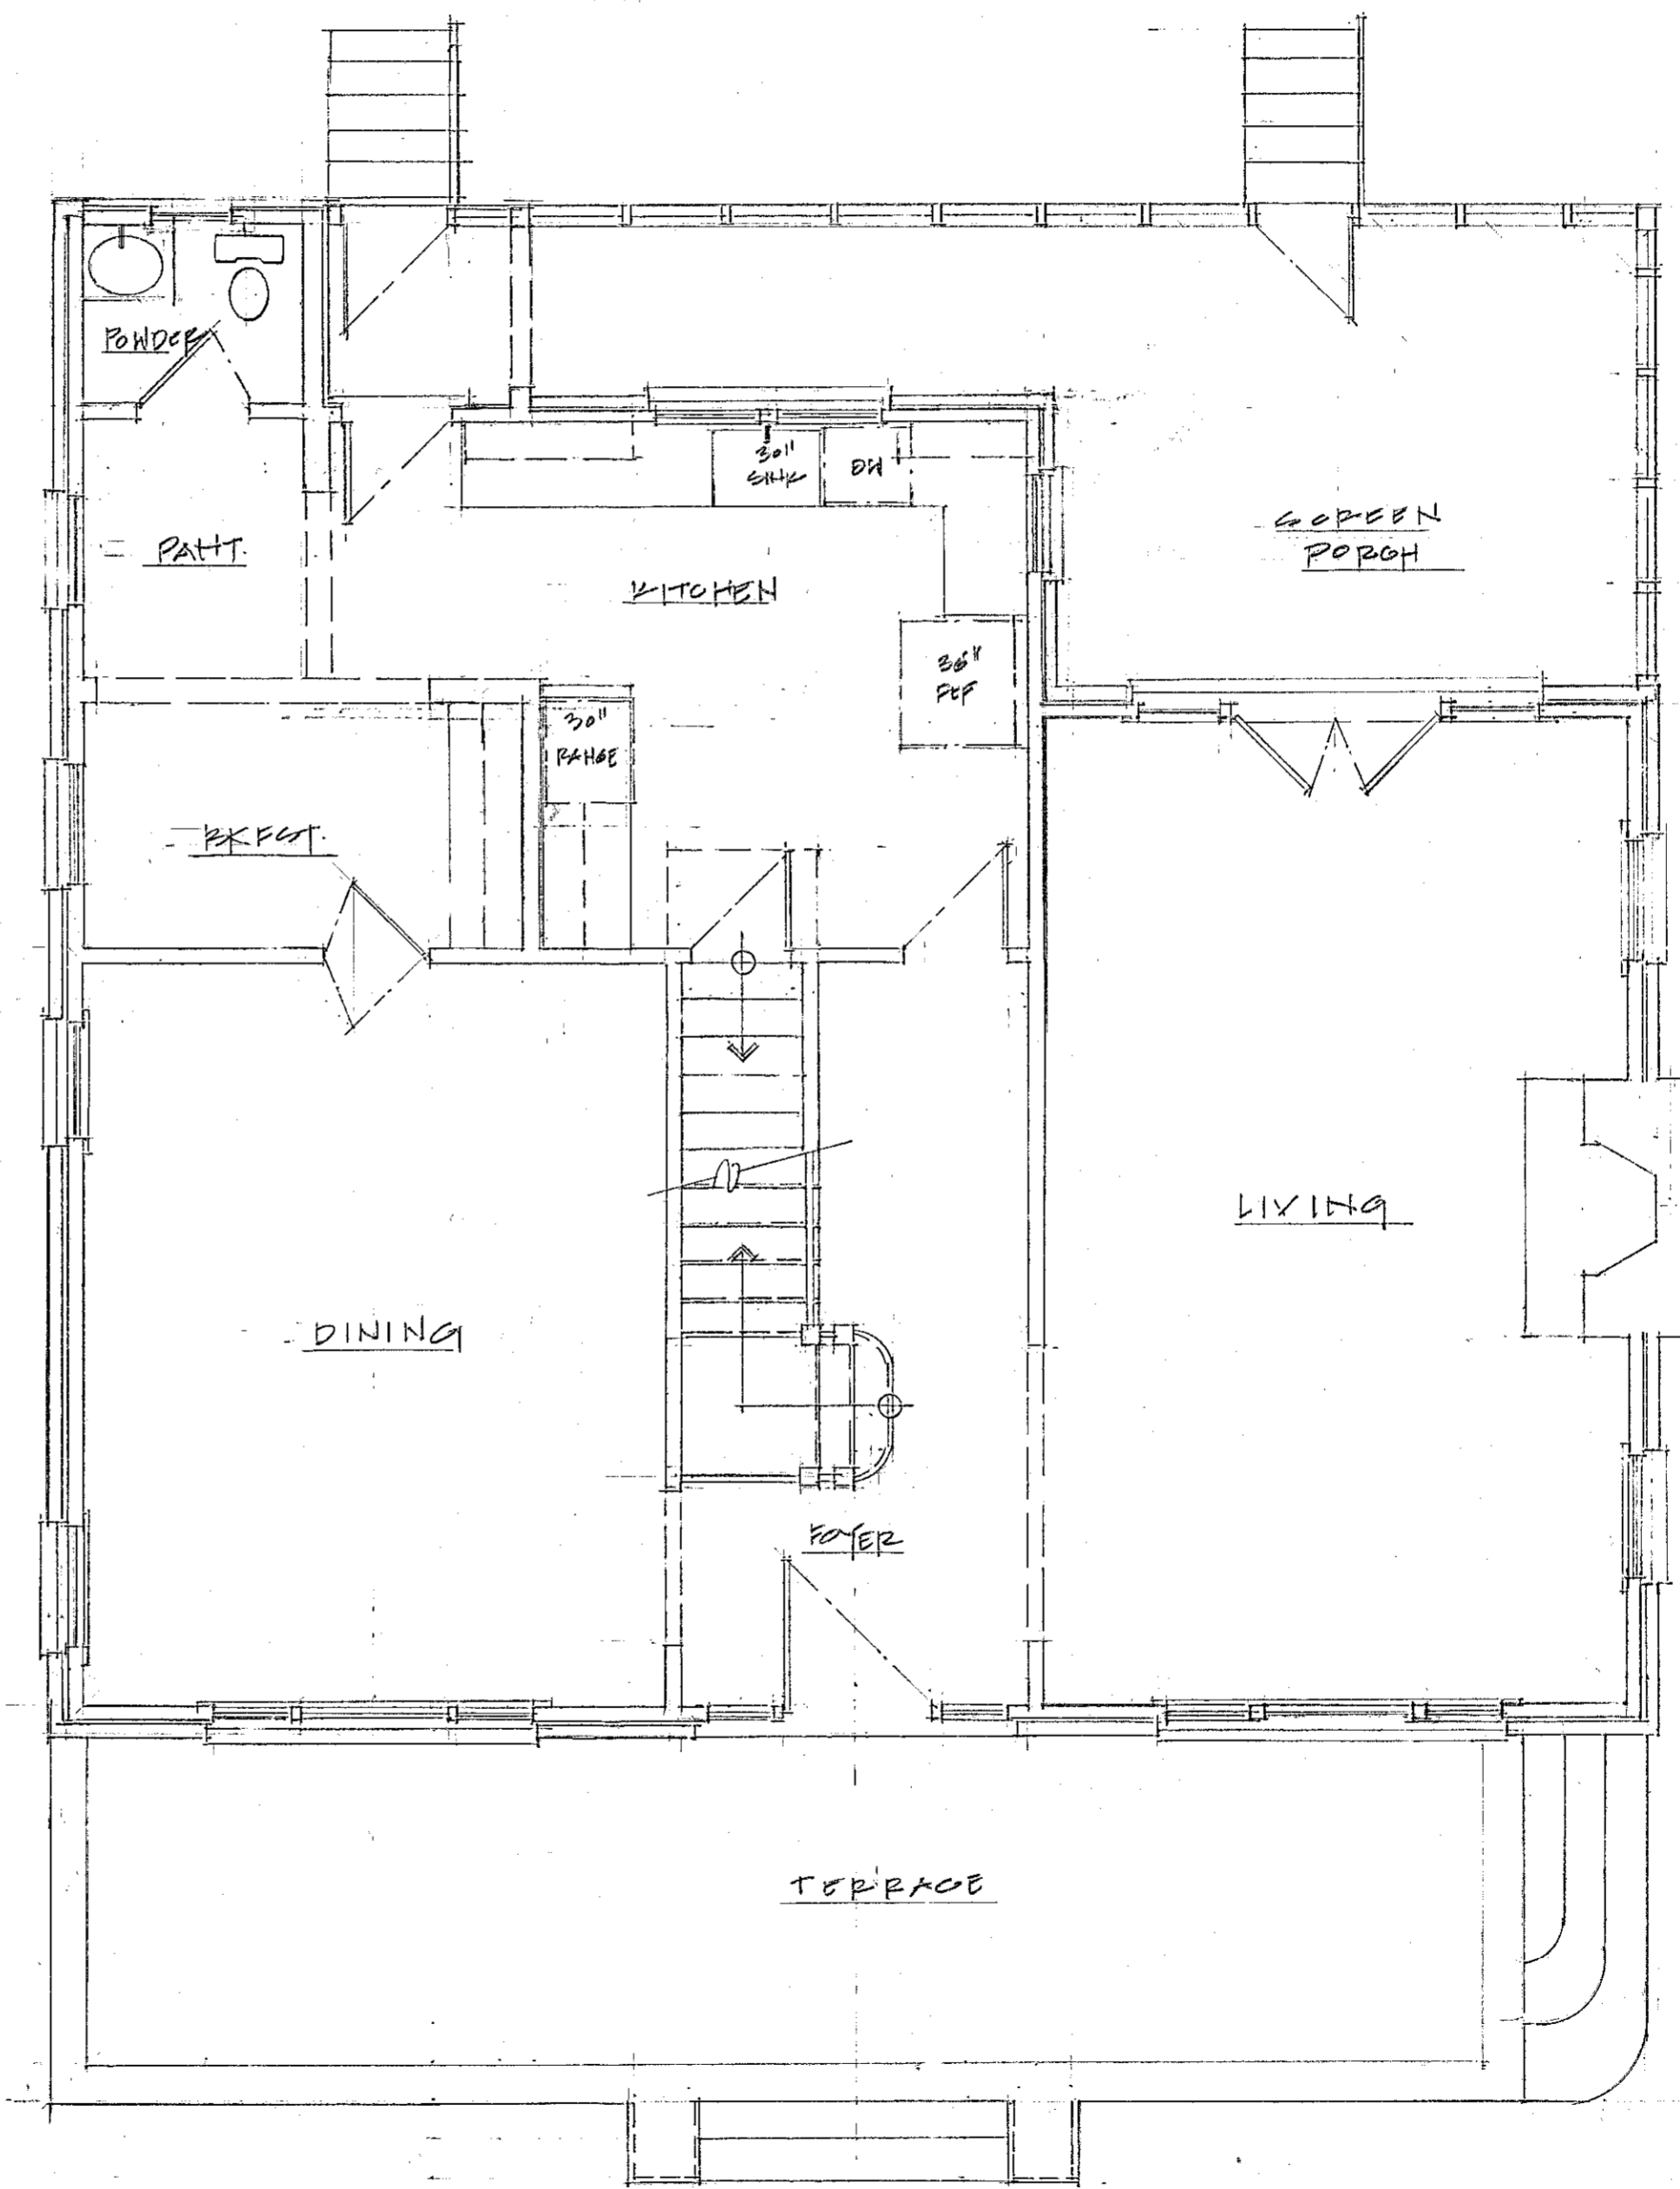 POWDER
30"
SINK
DW
SCREEN
PORCH
PANT.
KITCHEN
36"
REF
30"
RANGE
BKFST.
LIVING
DINING
FOYER
TERRACE